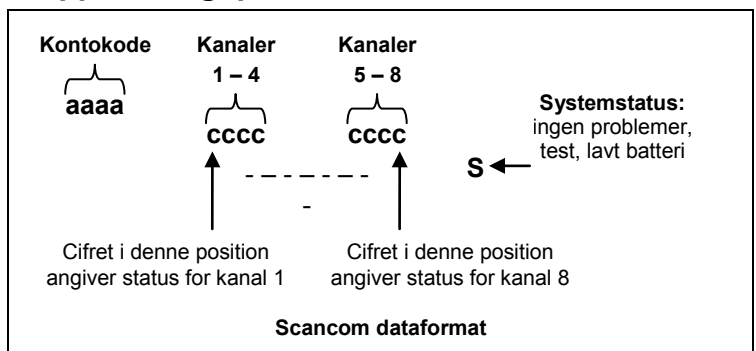 Kontokode
Kanaler
1 – 4
Kanaler
5 – 8
aaaa
cccc
cccc
S
Systemstatus:
ingen problemer,
test, lavt batteri
Cifret i denne position
angiver status for kanal 1
Cifret i denne position
angiver status for kanal 8
Scancom dataformat